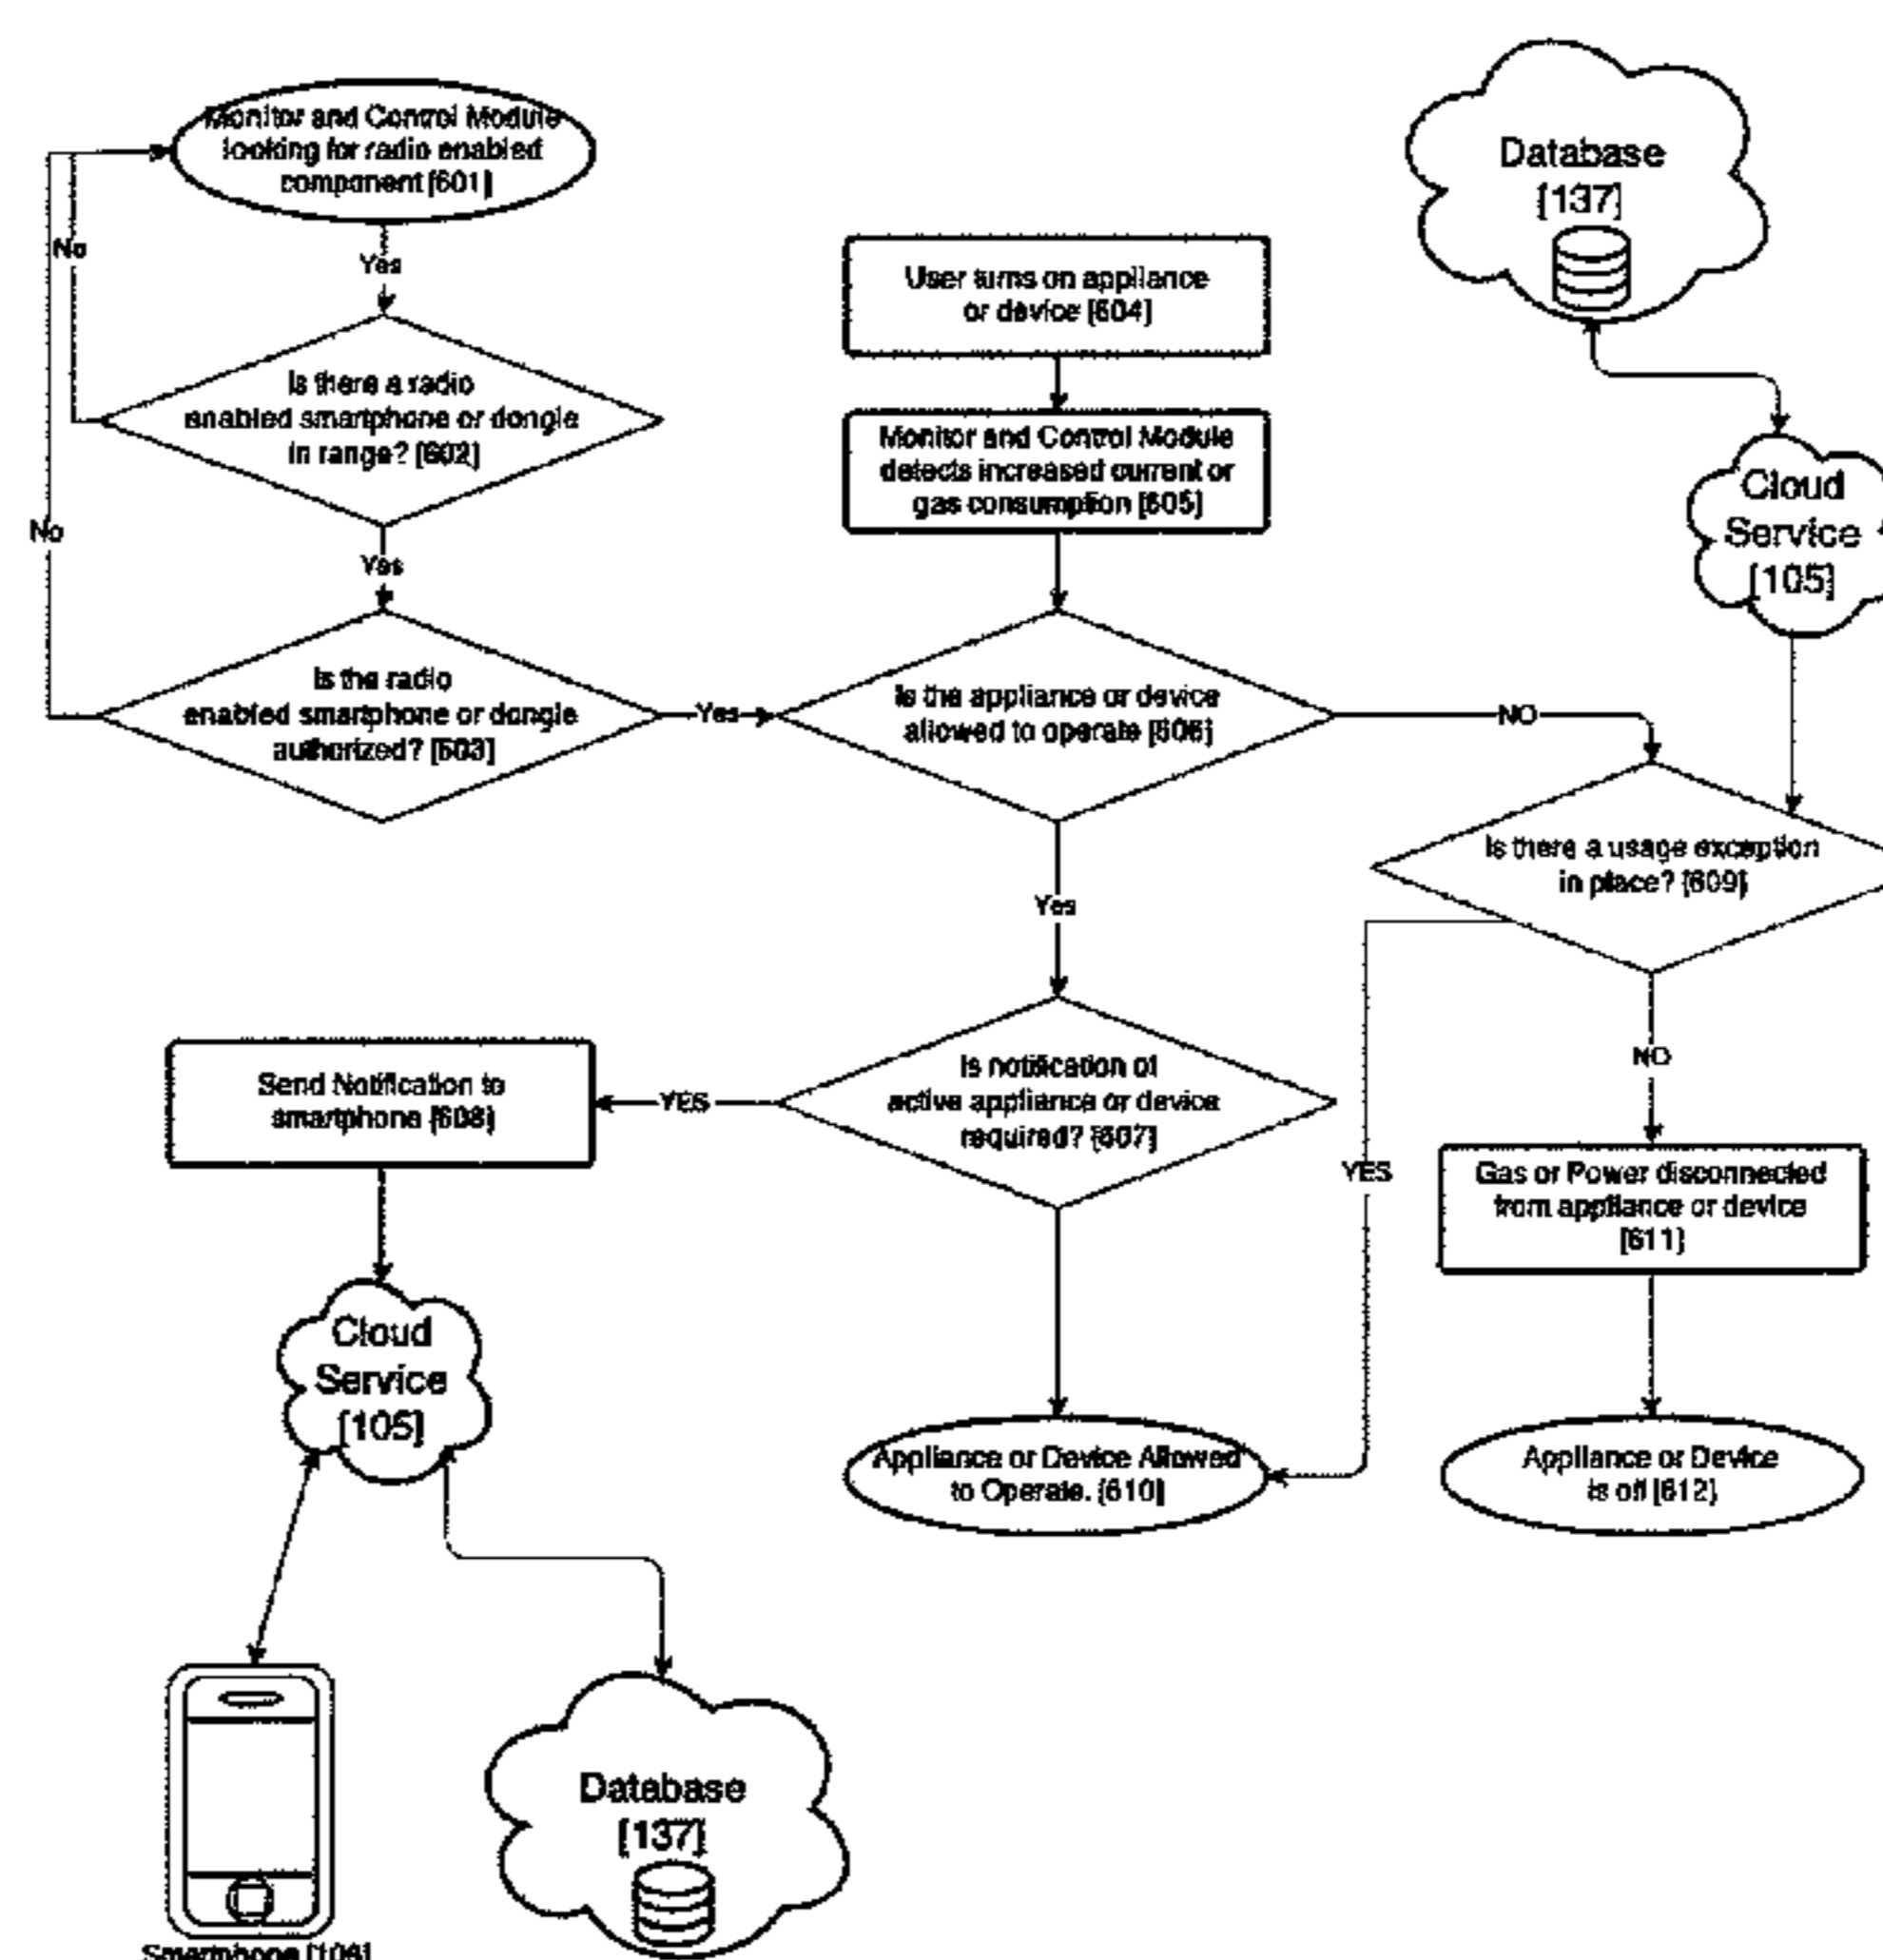 Monitor and Control Module
looking for radio enabled
component [601]
No
Yes
Is there a radio
enabled smartphone or dongle
in range? [602]
No
Yes
Is the radio
enabled smartphone or dongle
authorized? [603]
Yes
User turns on appliance
or device [604]
Monitor and Control Module
detects increased current or
gas consumption [605]
Is the appliance or device
allowed to operate [606]
NO
Yes
Database
[137]
Cloud
Service
[105]
Is there a usage exception
in place? [609]
YES
NO
Is notification of
active appliance or device
required? [607]
YES
Send Notification to
smartphone [608]
Gas or Power disconnected
from appliance or device
[611]
Cloud
Service
[105]
Appliance or Device Allowed
to Operate. [610]
Appliance or Device
is off [612]
Database
[137]
Smartphone [106]